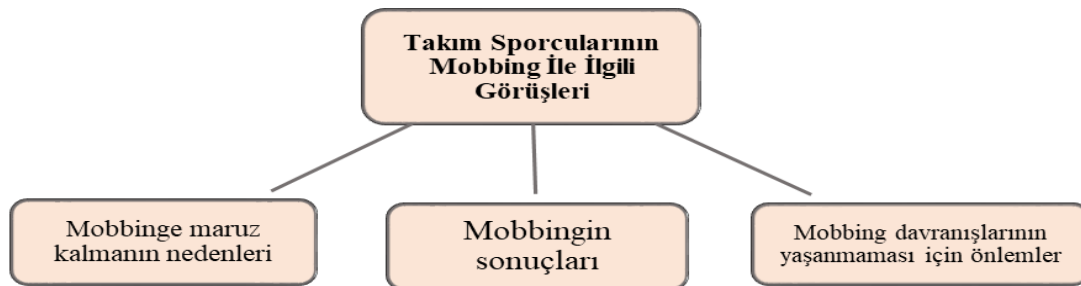 Takım Sporcularının
Mobbing İle İlgili
Görüşleri
Mobbinge maruz
kalmanın nedenleri
Mobbingin
sonuçları
Mobbing davranışlarının
yaşanmaması için önlemler